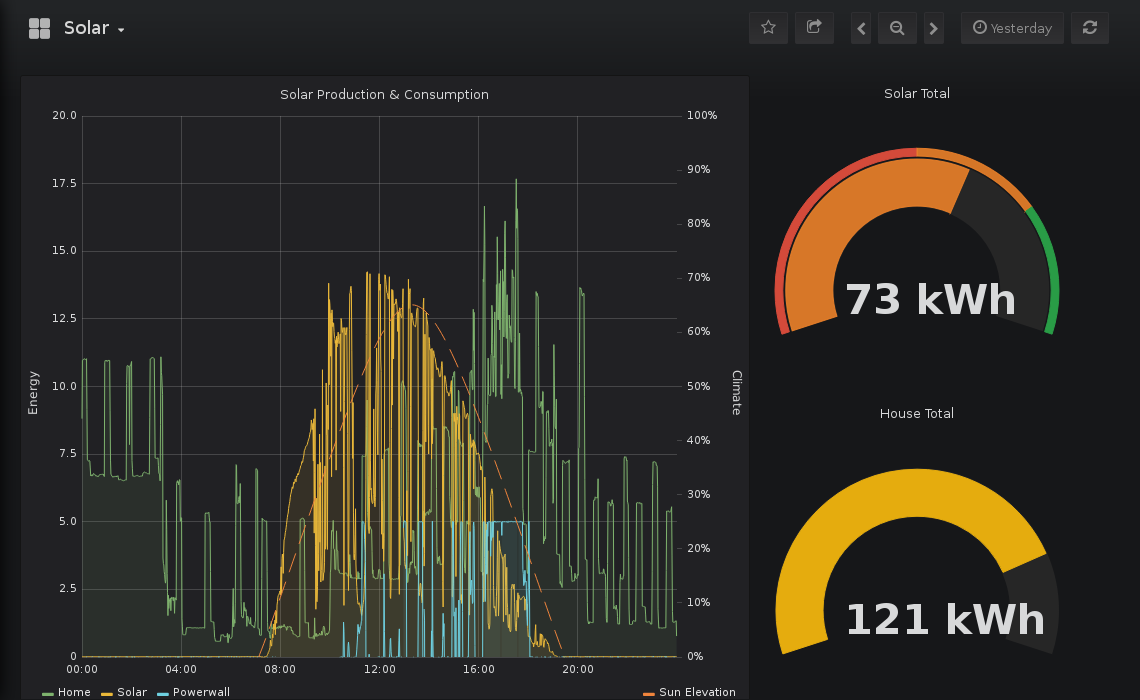 Solar
Yesterday
Solar Production & Consumption
20.0
17.5
15.0
12.5
10.0
7.5
5.0
2.5
0
Energy
100%
90%
80%
70%
60%
50%
40%
30%
20%
10%
0%
Climate
00:00 04:00 08:00 12:00 16:00 20:00
Home Solar Powerwall Sun Elevation
Solar Total
73 kWh
House Total
121 kWh